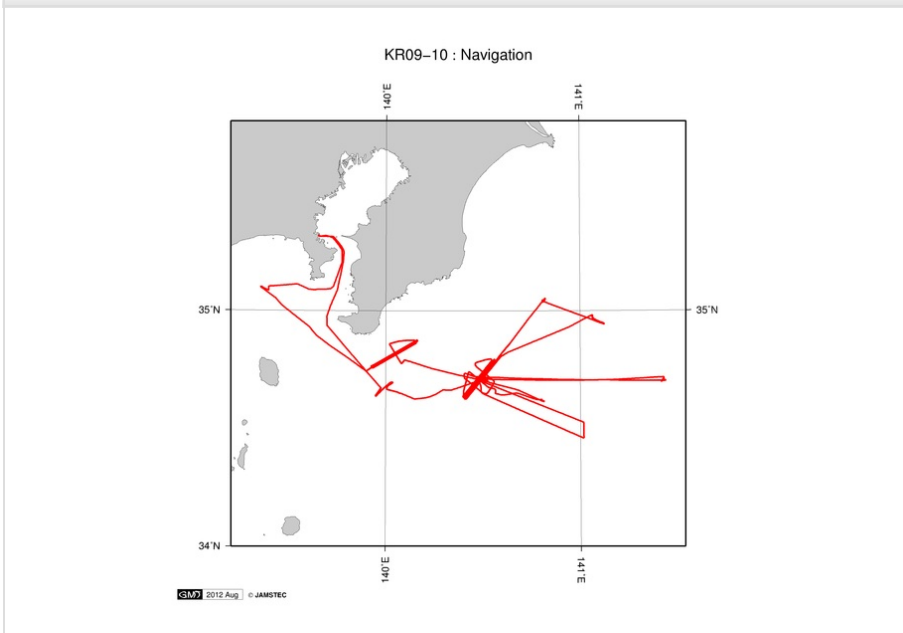 KR09−10 : Navigation
140˚E 141˚E
35˚N 35˚N
34˚N
140˚E 141˚E
GMT 2012 Aug © JAMSTEC